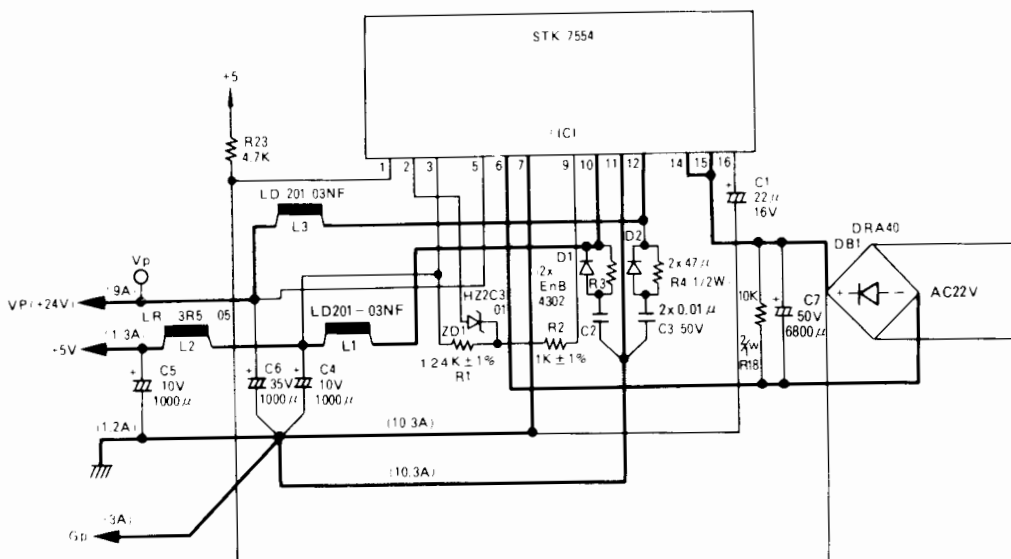 STK 7554
IC1
+5
R23
4.7K
1 2 3 5 6 7 9 10 11 12 14 15 16
C1
22μ
16V
LD 201 03NF
L3
D2
D1
DRA40
DB1
Vp
VP(+24V)
(9A)
LR 3R5 05
LD201-03NF
HZ2C3
01
2x
EnB
4302
R3
2x47μ
R4 1/2W
10K
C7
50V
6800μ
AC22V
+5V
1.3A
L2
L1
ZD1
R2
C2
2x0.01μ
C3 50V
1.24K±1%
R1
1K±1%
R18
C5
10V
1000μ
C6
35V
1000μ
C4
10V
1000μ
(1.2A)
(10.3A)
(10.3A)
(3A)
Gp